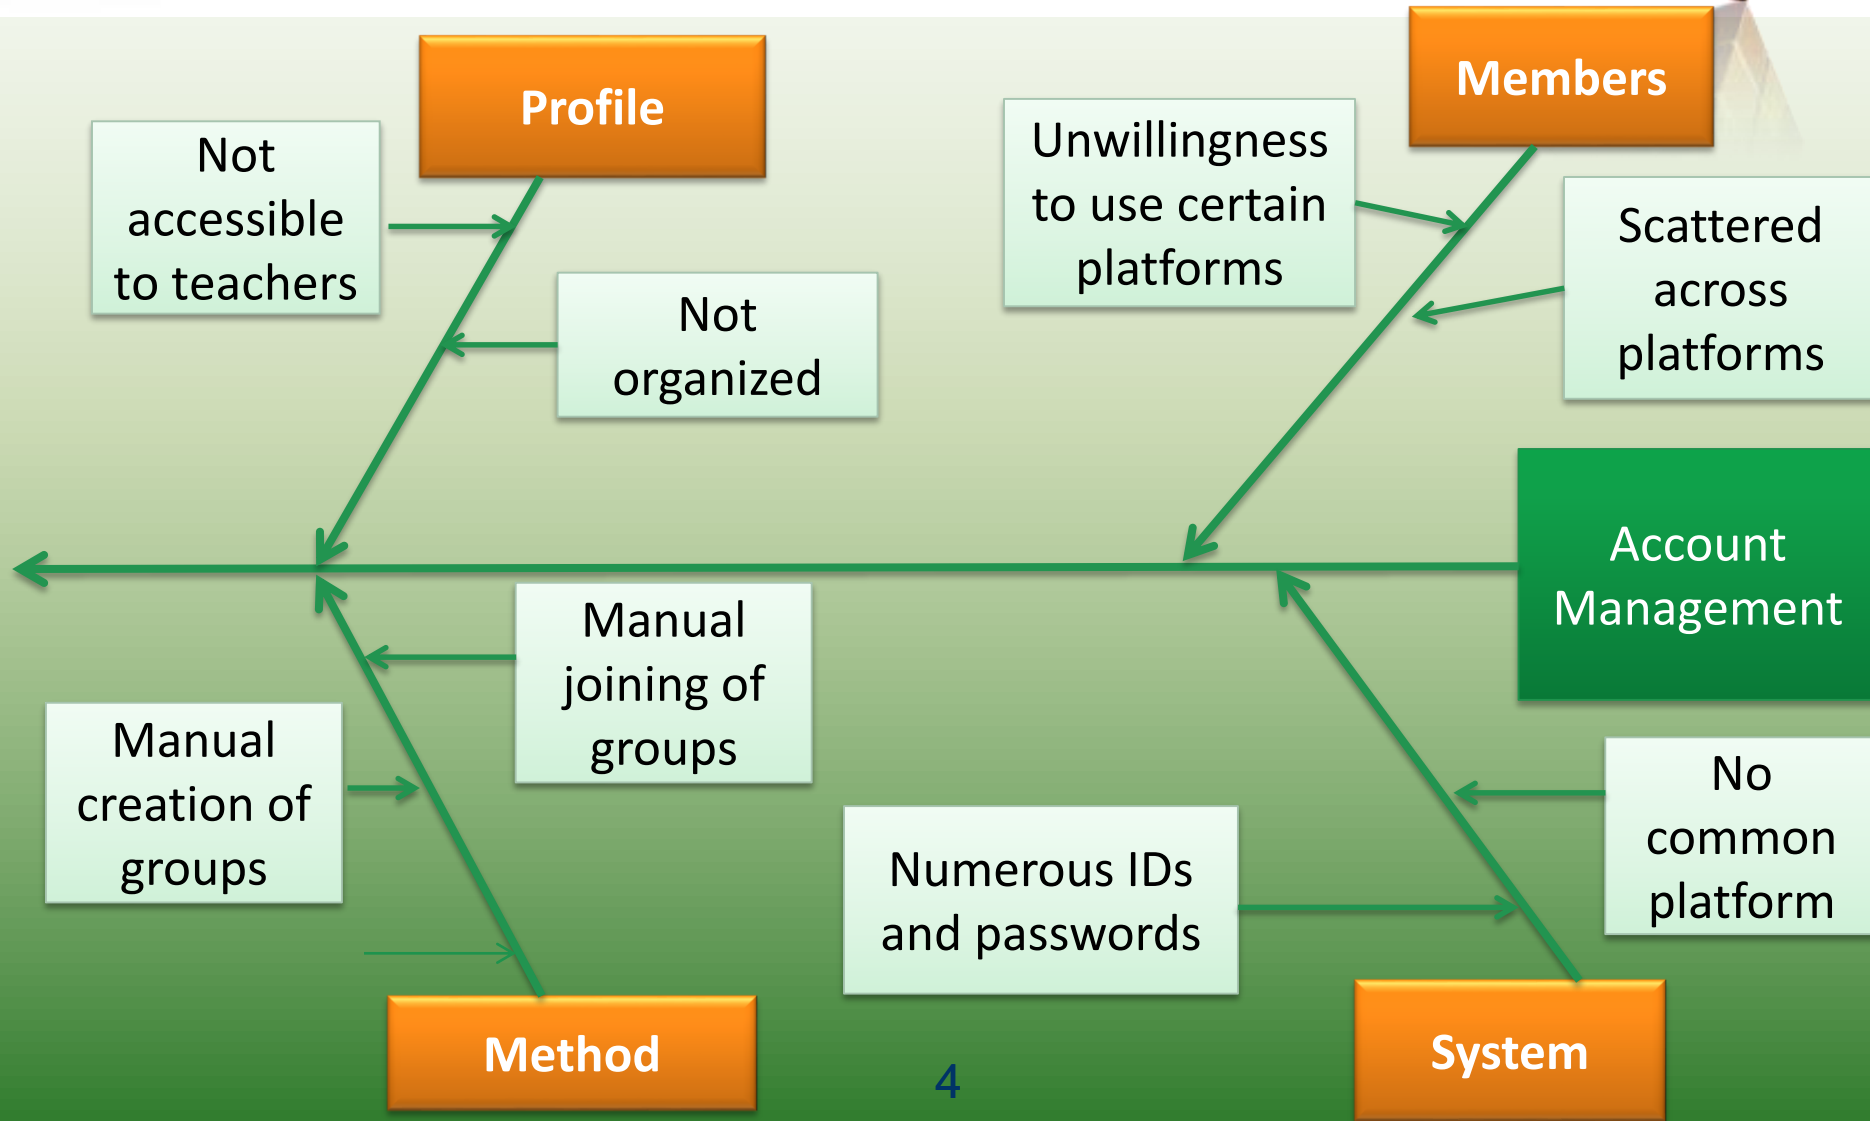 Profile
Members
Not
accessible
to teachers
Not
organized
Unwillingness
to use certain
platforms
Scattered
across
platforms
Account
Management
Manual
joining of
groups
Manual
creation of
groups
Numerous IDs
and passwords
No
common
platform
Method
System
4